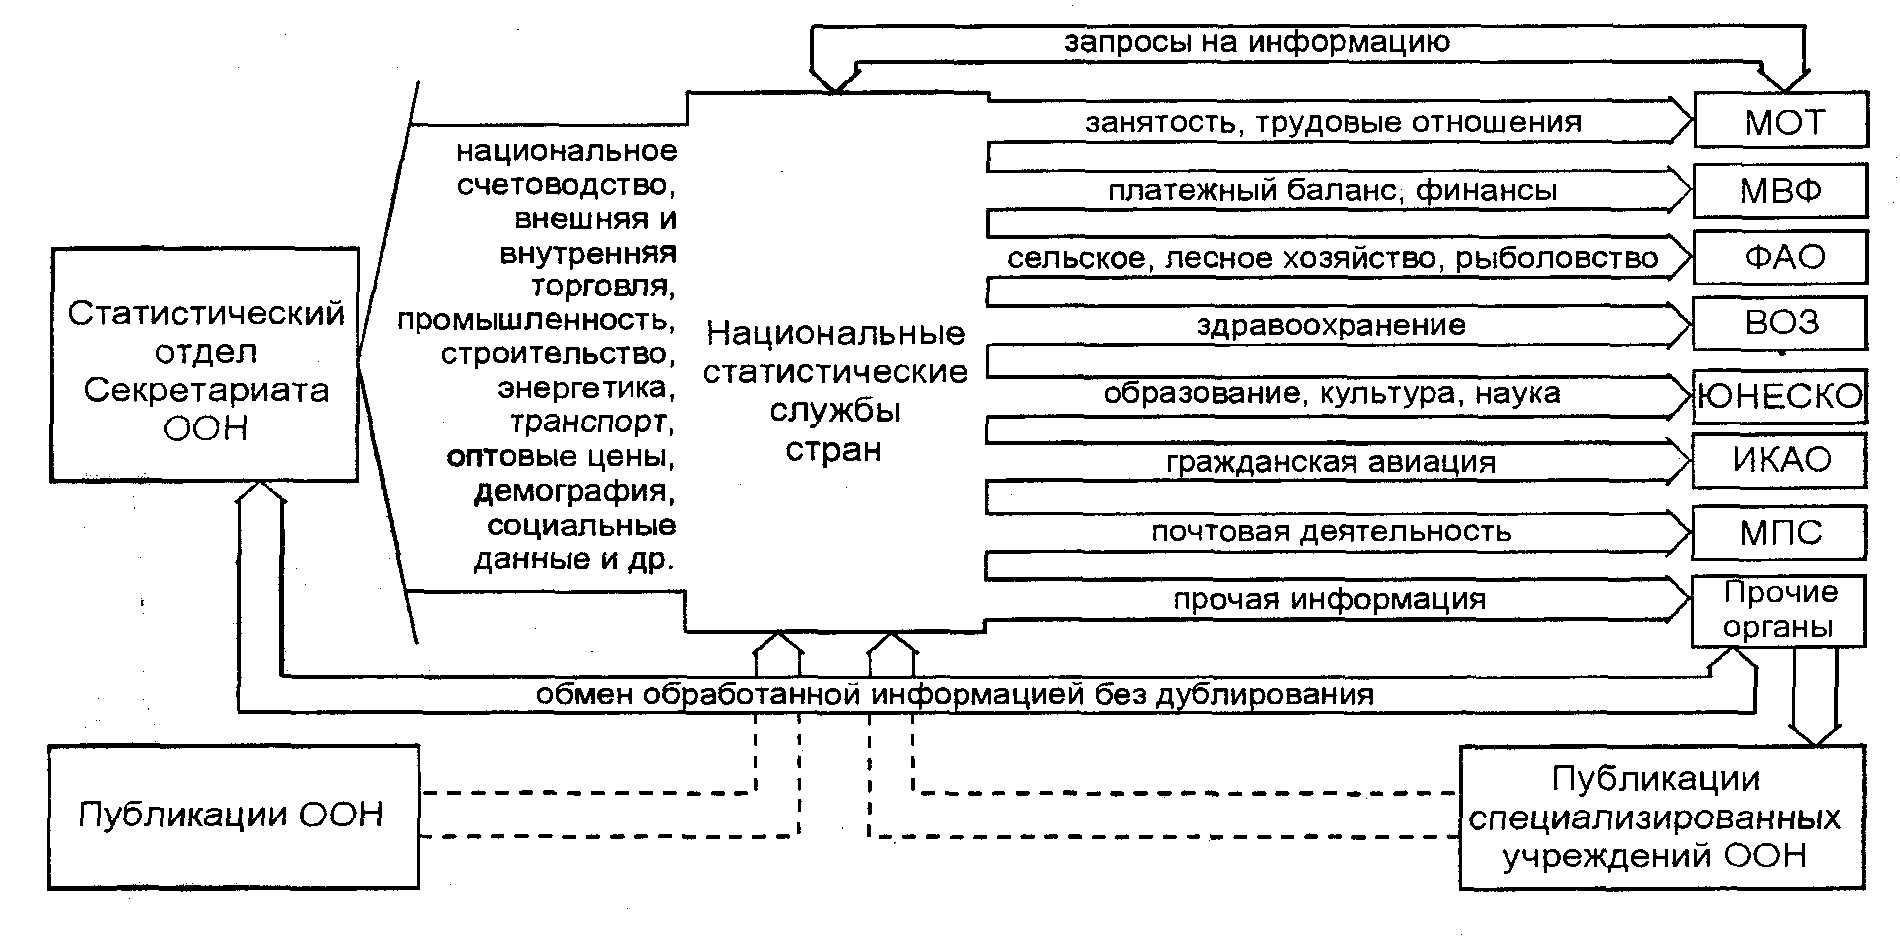 запросы на информацию
занятость, трудовые отношения
МОТ
платежный баланс, финансы
МВФ
сельское, лесное хозяйство, рыболовство
ФАО
здравоохранение
ВОЗ
образование, культура, наука
ЮНЕСКО
гражданская авиация
ИКАО
почтовая деятельность
МПС
прочая информация
Прочие
органы
национальное
счетоводство,
внешняя и
внутренняя
торговля,
промышленность,
строительство,
энергетика,
транспорт,
оптовые цены,
демография,
социальные
данные и др.
Статистический
отдел
Секретариата
ООН
Национальные
статистические
службы
стран
обмен обработанной информацией без дублирования
Публикации ООН
Публикации
специализированных
учреждений ООН